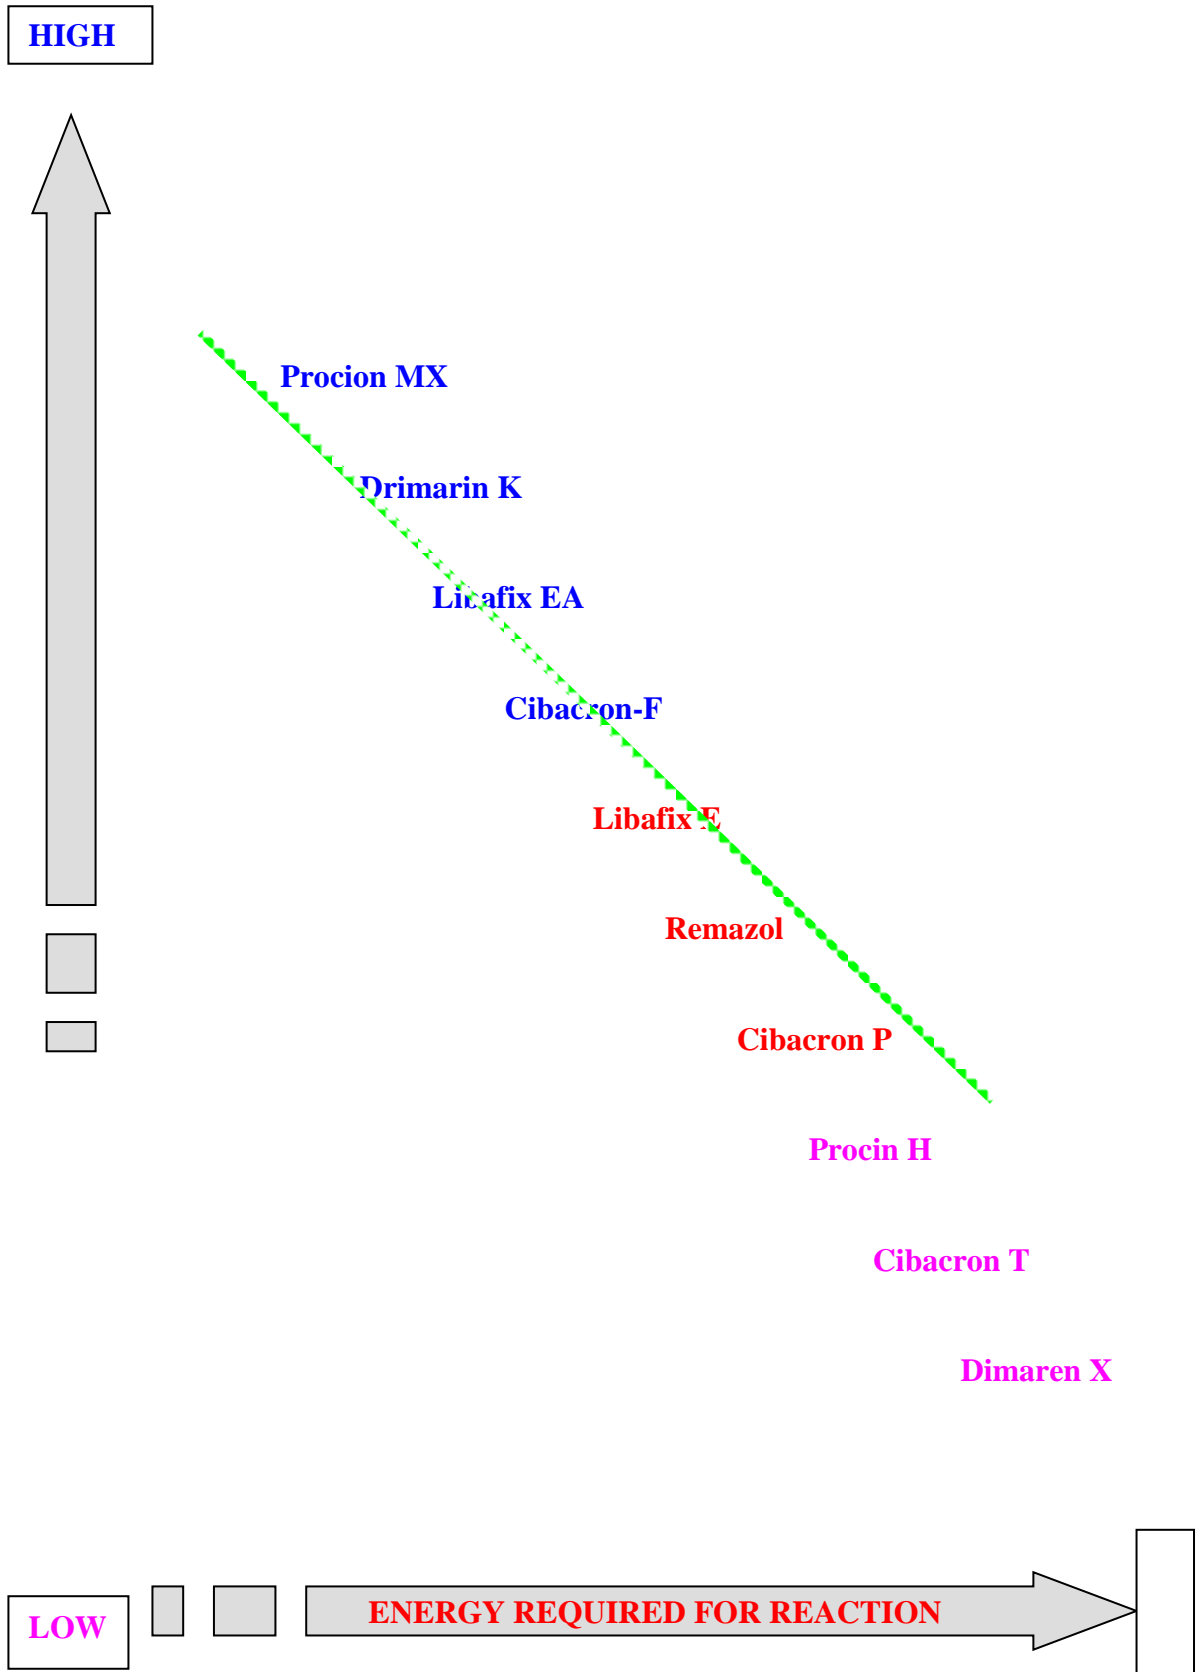 HIGH
Procion MX
Drimarin K
Libafix EA
Cibacron-F
Libafix E
Remazol
Cibacron P
Procin H
Cibacron T
Dimaren X
ENERGY REQUIRED FOR REACTION
LOW